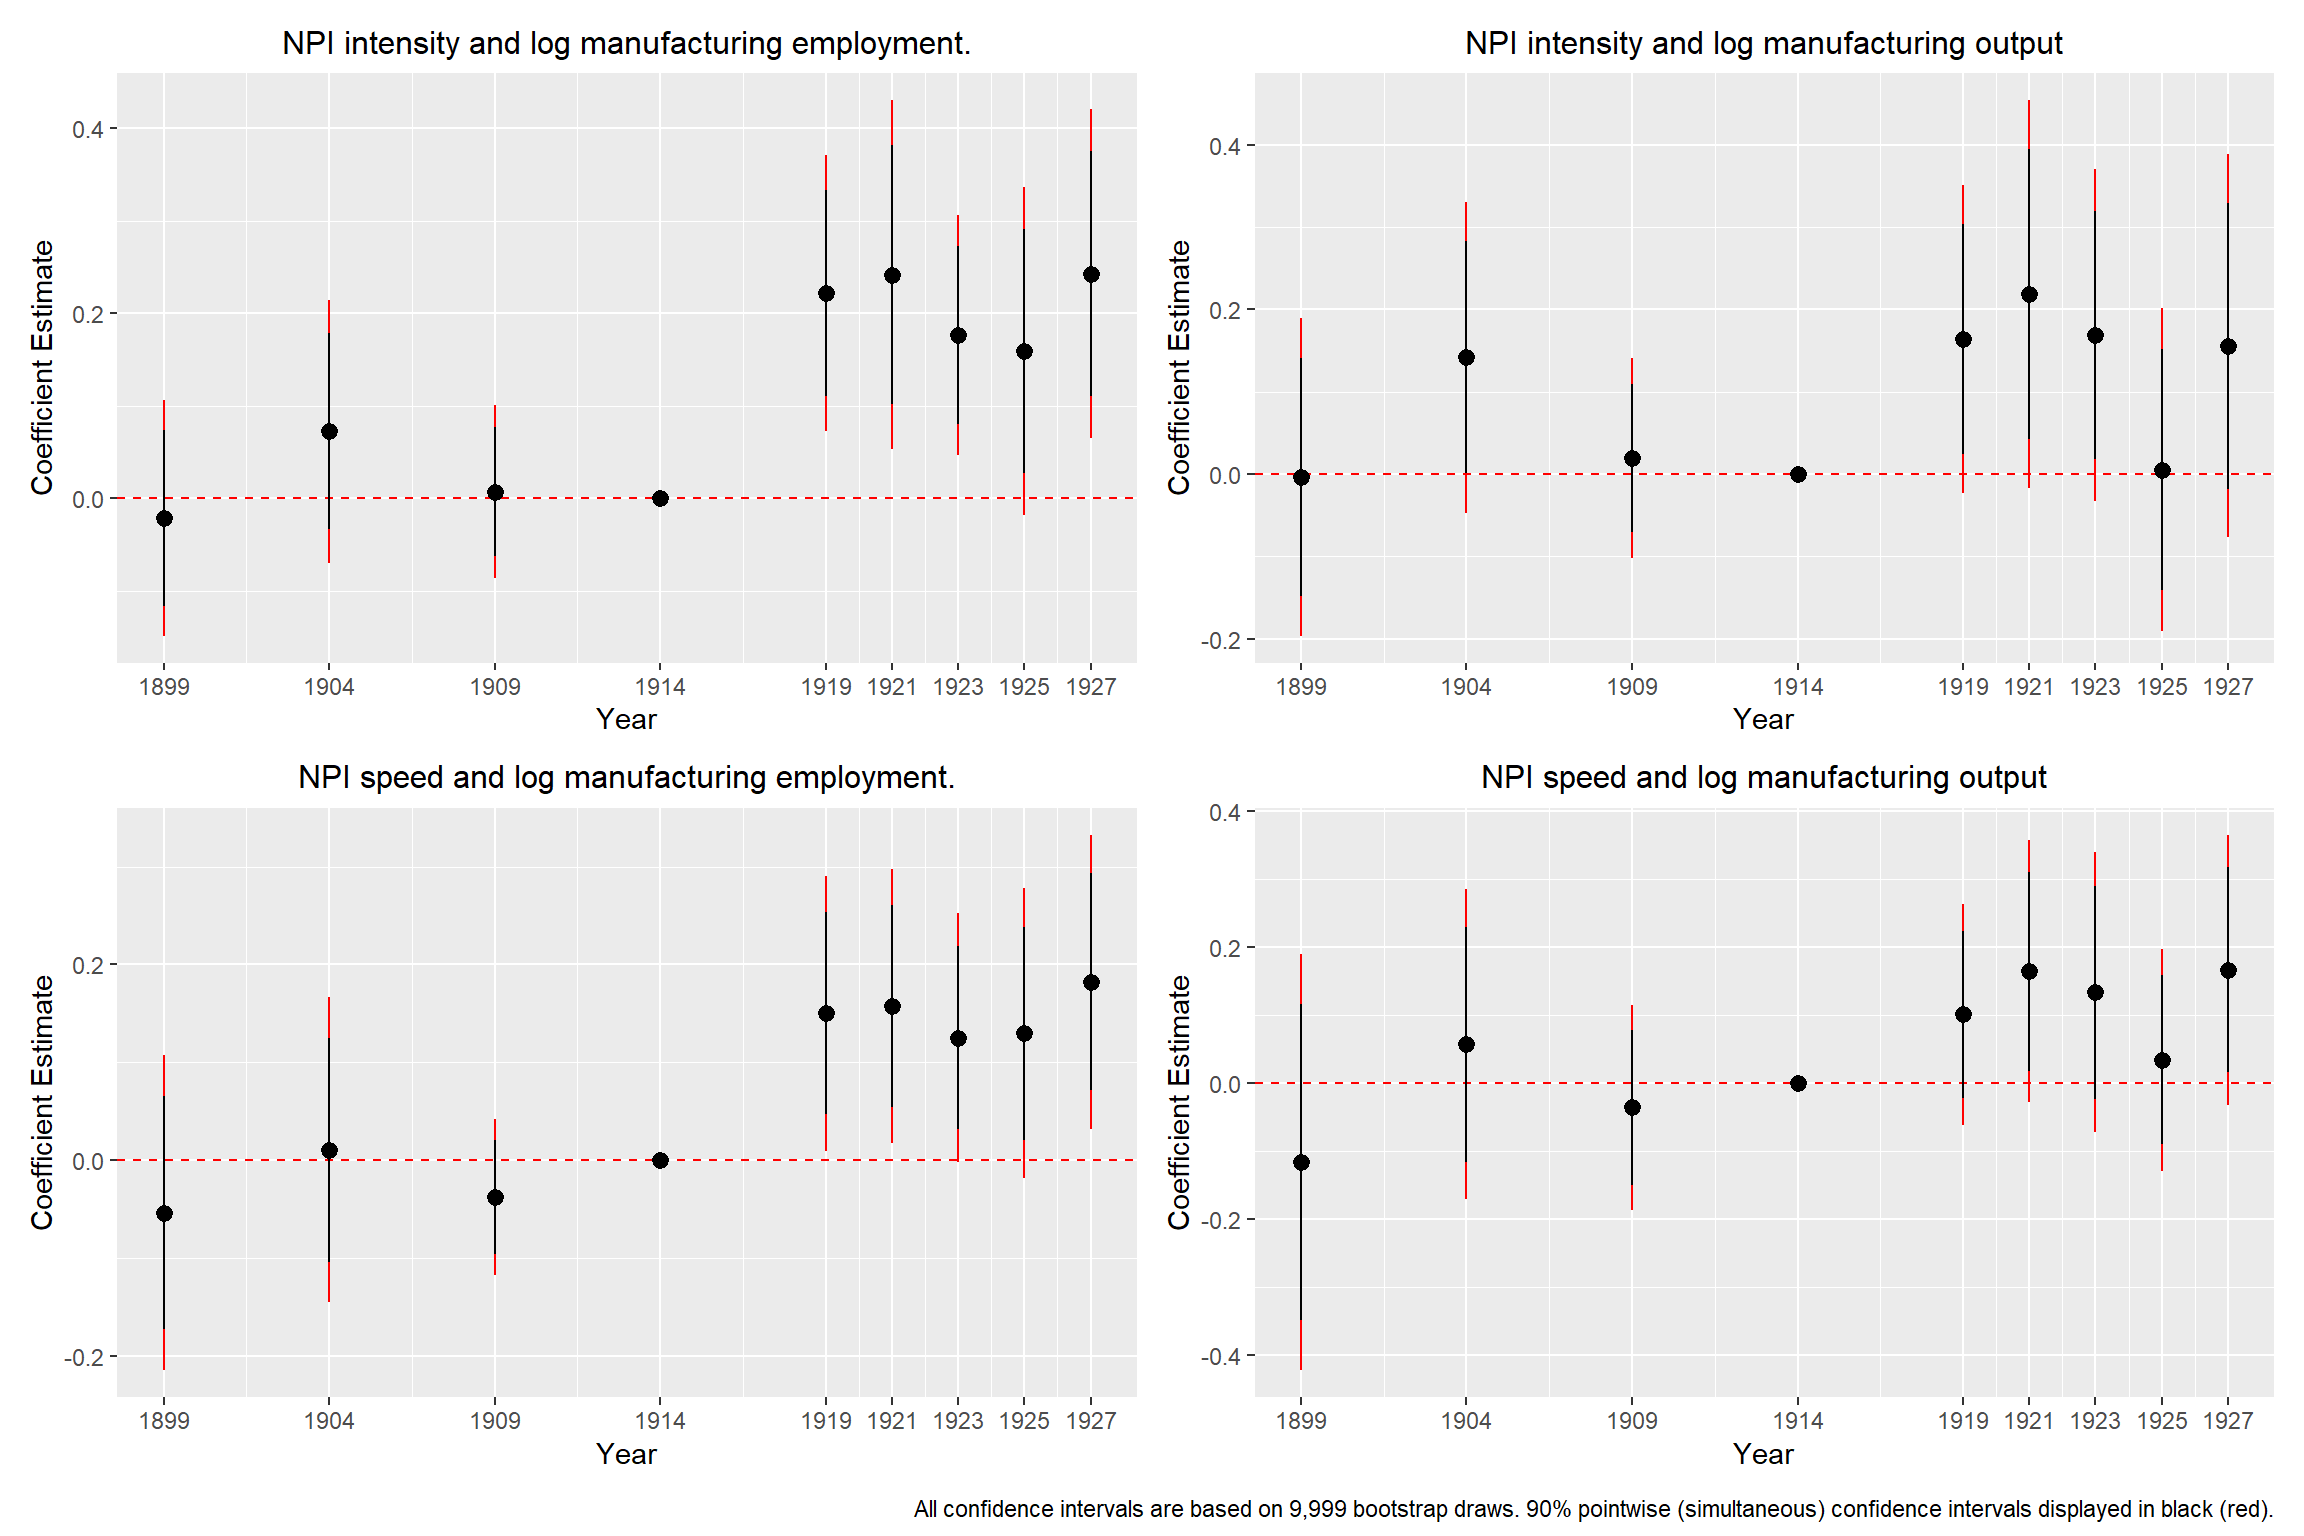 NPI intensity and log manufacturing employment.
Coefficient Estimate
0.4
0.2
0.0
1899 1904 1909 1914 1919 1921 1923 1925 1927
Year
NPI intensity and log manufacturing output
Coefficient Estimate
0.4
0.2
0.0
-0.2
1899 1904 1909 1914 1919 1921 1923 1925 1927
Year
NPI speed and log manufacturing employment.
Coefficient Estimate
0.2
0.0
-0.2
1899 1904 1909 1914 1919 1921 1923 1925 1927
Year
NPI speed and log manufacturing output
Coefficient Estimate
0.4
0.2
0.0
-0.2
-0.4
1899 1904 1909 1914 1919 1921 1923 1925 1927
Year
All confidence intervals are based on 9,999 bootstrap draws. 90% pointwise (simultaneous) confidence intervals displayed in black (red).